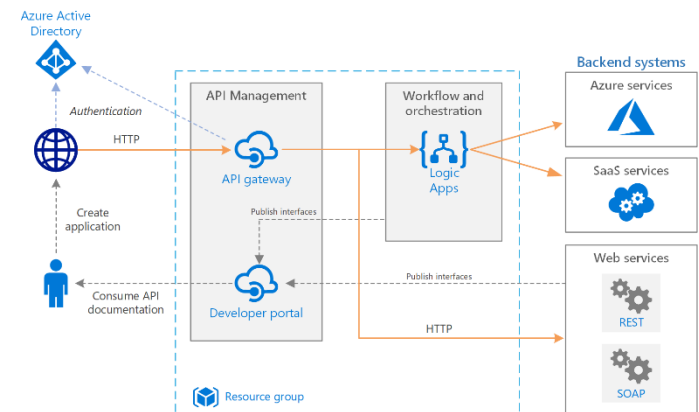 Azure Active
Directory
Authentication
HTTP
Create
application
Consume API
documentation
API Management
API gateway
Publish interfaces
Developer portal
Workflow and
orchestration
Logic
Apps
Publish interfaces
HTTP
Resource group
Backend systems
Azure services
SaaS services
Web services
REST
SOAP